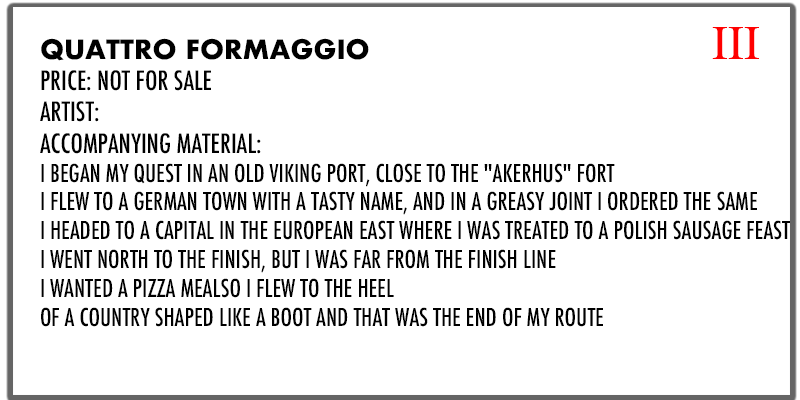 QUATTRO FORMAGGIO
III
PRICE: NOT FOR SALE
ARTIST:
ACCOMPANYING MATERIAL:
I BEGAN MY QUEST IN AN OLD VIKING PORT, CLOSE TO THE "AKERHUS" FORT
I FLEW TO A GERMAN TOWN WITH A TASTY NAME, AND IN A GREASY JOINT I ORDERED THE SAME
I HEADED TO A CAPITAL IN THE EUROPEAN EAST WHERE I WAS TREATED TO A POLISH SAUSAGE FEAST
I WENT NORTH TO THE FINISH, BUT I WAS FAR FROM THE FINISH LINE
I WANTED A PIZZA MEALSO I FLEW TO THE HEEL
OF A COUNTRY SHAPED LIKE A BOOT AND THAT WAS THE END OF MY ROUTE